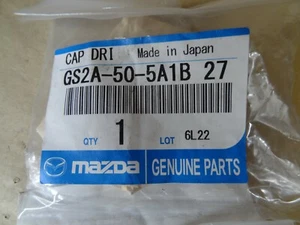 CAP DRI Made in Japan
GS2A-50-5A1B 27
QTY 1 LOT 6L22
mazda GENUINE PARTS